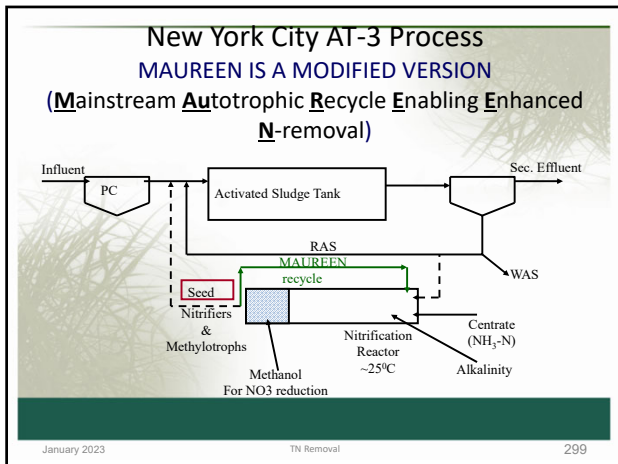 New York City AT-3 Process
MAUREEN IS A MODIFIED VERSION
(Mainstream Autotrophic Recycle Enabling Enhanced
N-removal)
Influent
Sec. Effluent
PC
Activated Sludge Tank
RAS
MAUREEN
recycle
WAS
Seed
Nitrifiers
&
Methylotrophs
Nitrification
Reactor
~25⁰C
Centrate
(NH₃-N)
Methanol
For NO3 reduction
Alkalinity
January 2023
TN Removal
299